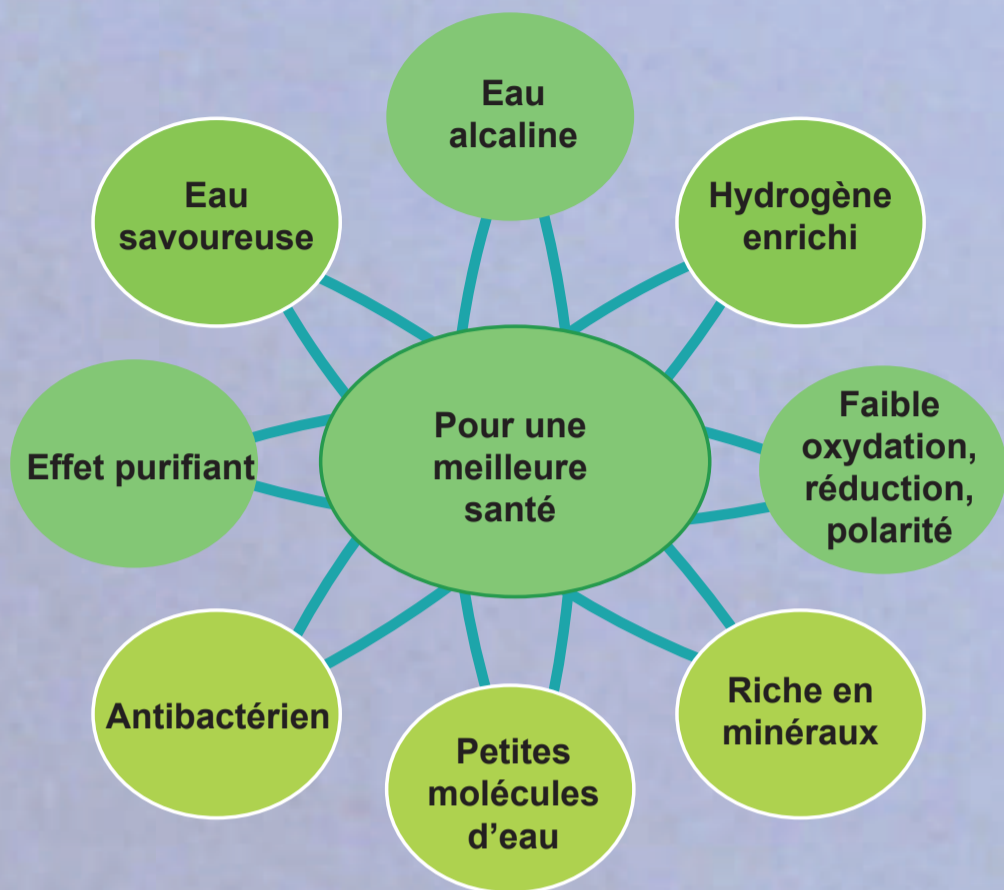 Eau
alcaline
Eau
savoureuse
Hydrogène
enrichi
Effet purifiant
Pour une
meilleure
santé
Faible
oxydation,
réduction,
polarité
Antibactérien
Petites
molécules
d’eau
Riche en
minéraux